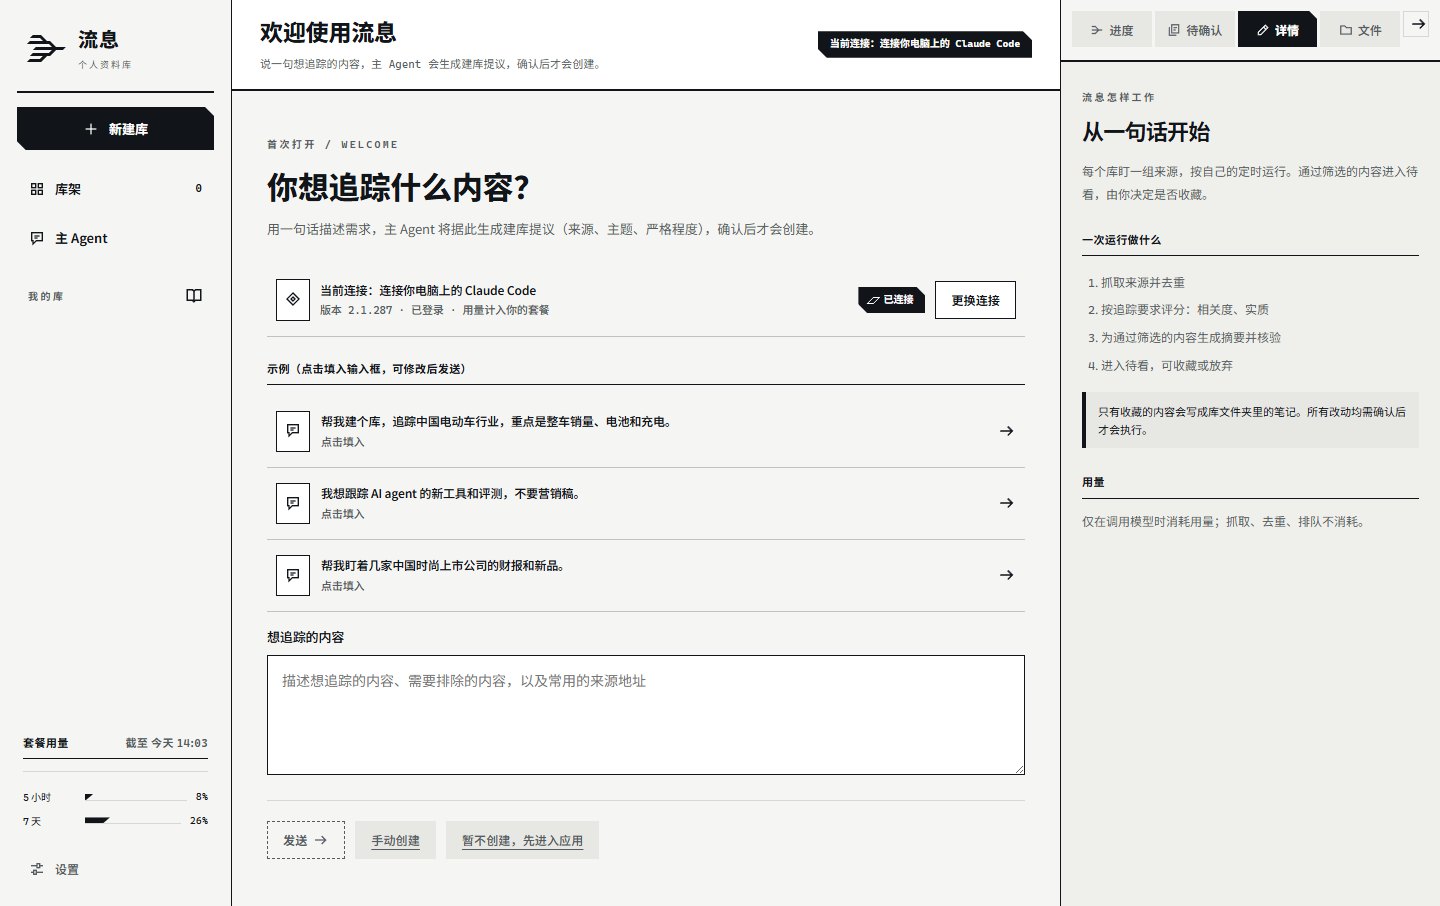 流息
个人资料库
新建库
库架 0
主 Agent
我的库
套餐用量 截至 今天 14:03
5 小时 8%
7 天 26%
设置
欢迎使用流息
说一句想追踪的内容，主 Agent 会生成建库提议，确认后才会创建。
当前连接：连接你电脑上的 Claude Code
首次打开 / WELCOME
你想追踪什么内容？
用一句话描述需求，主 Agent 将据此生成建库提议（来源、主题、严格程度），确认后才会创建。
当前连接：连接你电脑上的 Claude Code
版本 2.1.287 · 已登录 · 用量计入你的套餐
已连接
更换连接
示例（点击填入输入框，可修改后发送）
帮我建个库，追踪中国电动车行业，重点是整车销量、电池和充电。
点击填入
我想跟踪 AI agent 的新工具和评测，不要营销稿。
点击填入
帮我盯着几家中国时尚上市公司的财报和新品。
点击填入
想追踪的内容
描述想追踪的内容、需要排除的内容，以及常用的来源地址
发送
手动创建
暂不创建，先进入应用
进度
待确认
详情
文件
流息怎样工作
从一句话开始
每个库盯一组来源，按自己的定时运行。通过筛选的内容进入待
看，由你决定是否收藏。
一次运行做什么
1. 抓取来源并去重
2. 按追踪要求评分：相关度、实质
3. 为通过筛选的内容生成摘要并核验
4. 进入待看，可收藏或放弃
只有收藏的内容会写成库文件夹里的笔记。所有改动均需确认后
才会执行。
用量
仅在调用模型时消耗用量；抓取、去重、排队不消耗。